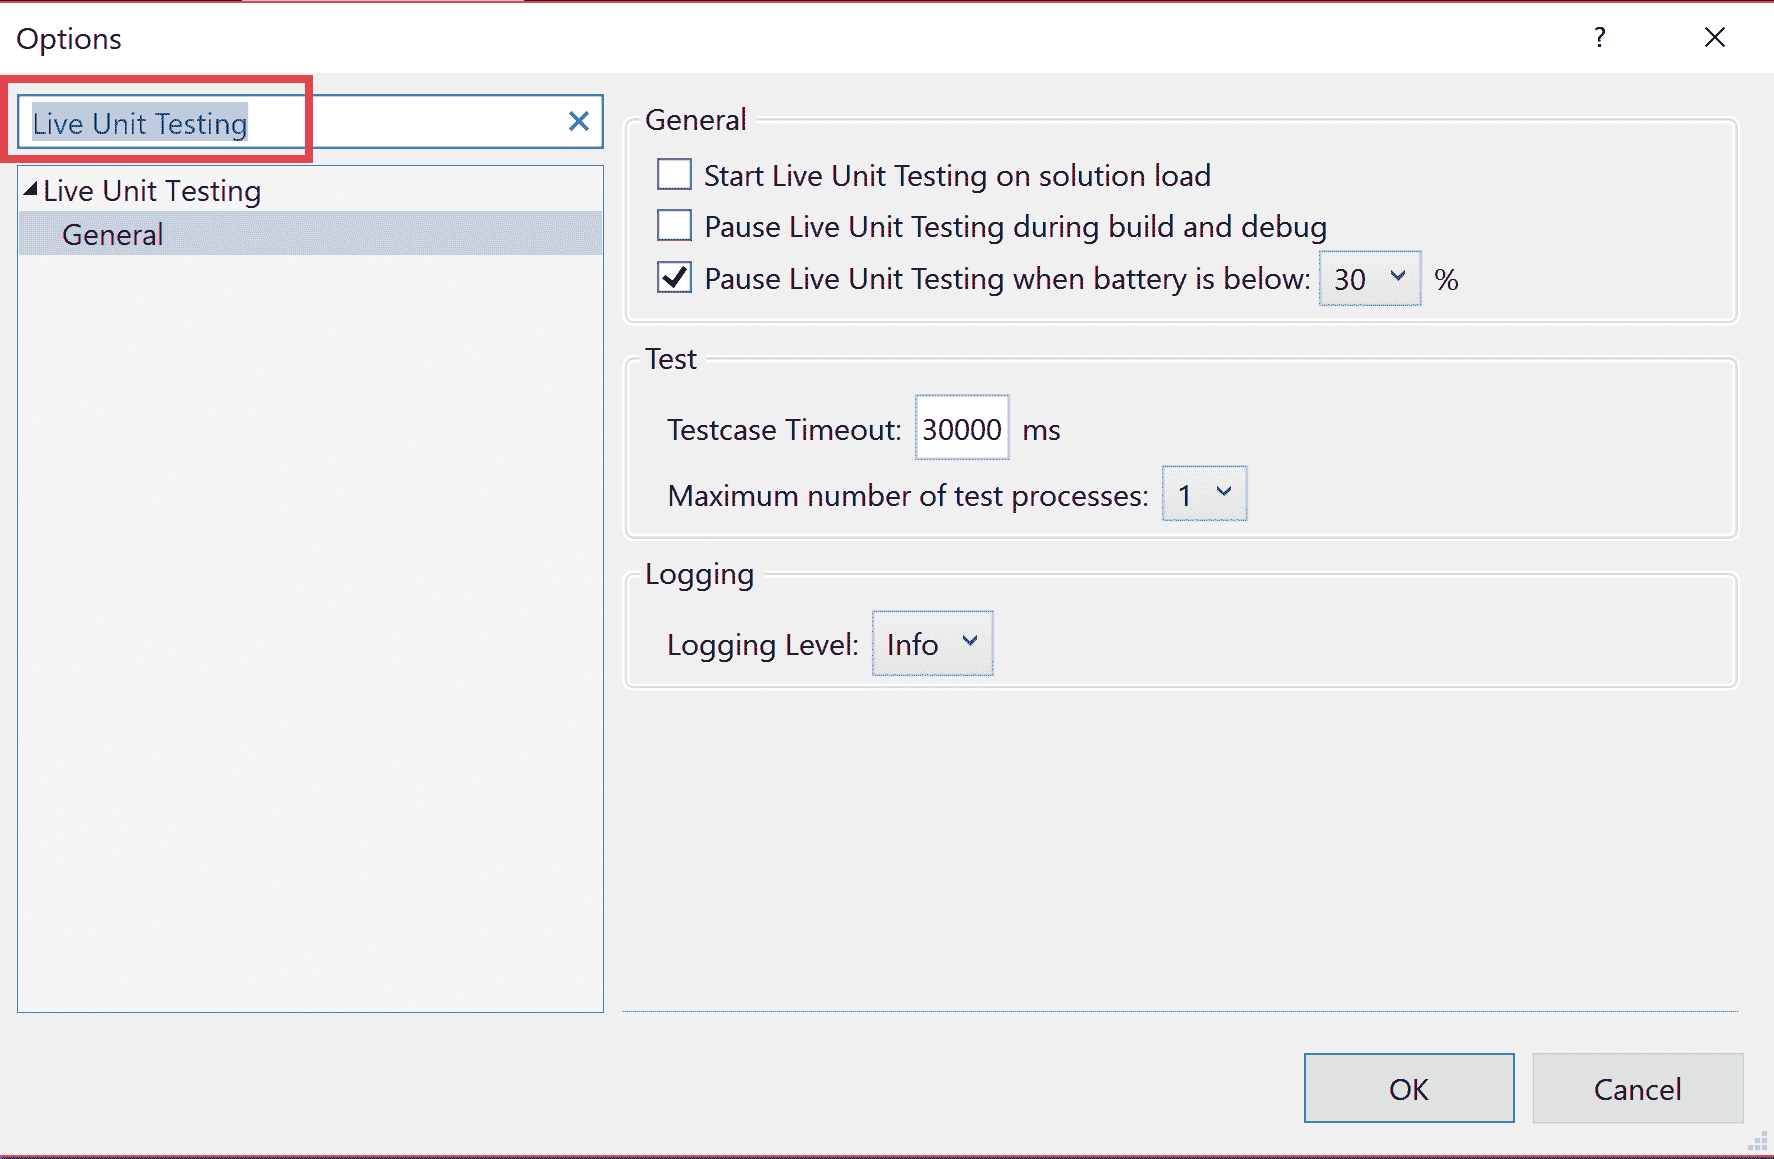 Options
?
Live Unit Testing
Live Unit Testing
General
General
Start Live Unit Testing on solution load
Pause Live Unit Testing during build and debug
Pause Live Unit Testing when battery is below: 30 %
Test
Testcase Timeout: 30000 ms
Maximum number of test processes: 1
Logging
Logging Level: Info
OK Cancel